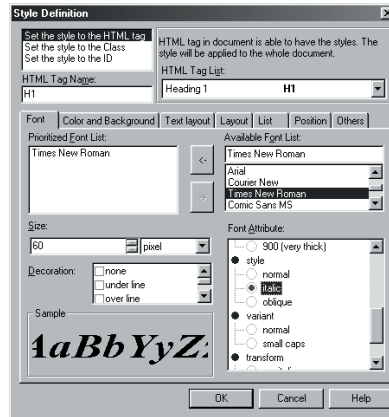 Style Definition
Set the style to the HTML tag
Set the style to the Class
Set the style to the ID
HTML tag in document is able to have the styles. The
style will be applied to the whole document.
HTML Tag Name:
H1
HTML Tag List:
Heading 1 H1
Font Color and Background Text layout Layout List Position Others
Prioritized Font List:
Times New Roman
<-
->
Available Font List:
Times New Roman
Arial
Courier New
Times New Roman
Comic Sans MS
Size:
60 pixel
Decoration:
none
under line
over line
Font Attribute:
900 (very thick)
style
normal
italic
oblique
variant
normal
small caps
transform
Sample
AaBb YyZz
OK Cancel Help